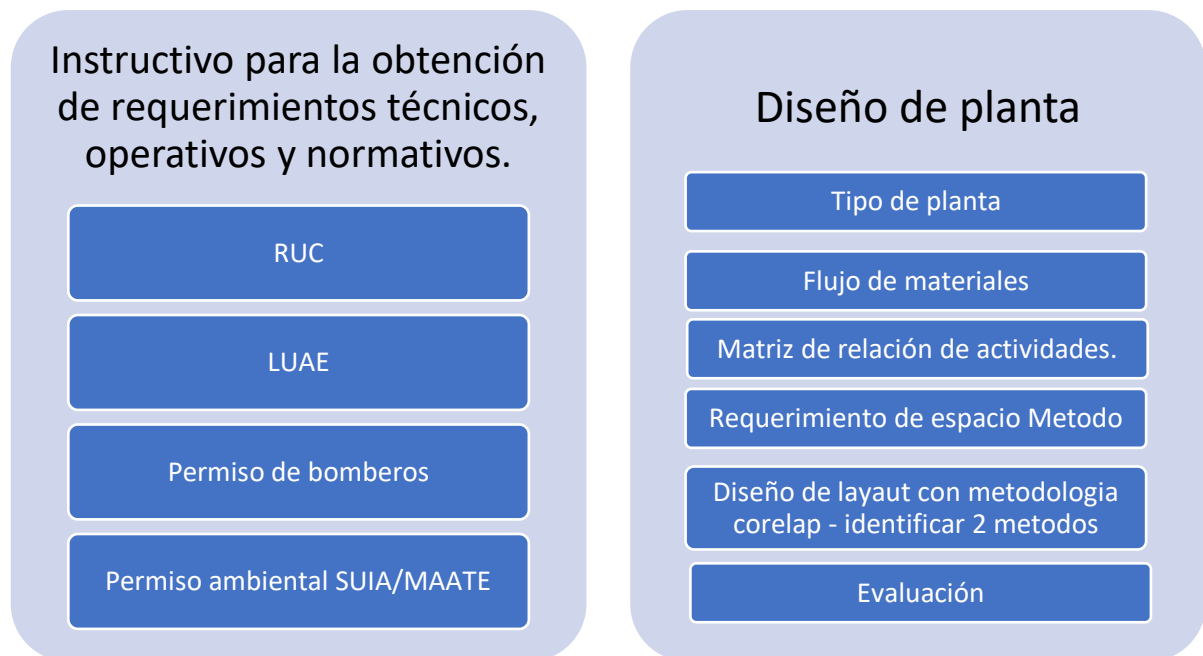 Instructivo para la obtención
de requerimientos técnicos,
operativos y normativos.
RUC
LUAE
Permiso de bomberos
Permiso ambiental SUIA/MAATE
Diseño de planta
Tipo de planta
Flujo de materiales
Matriz de relación de actividades.
Requerimiento de espacio Metodo
Diseño de layaut con metodologia
corelap - identificar 2 metodos
Evaluación